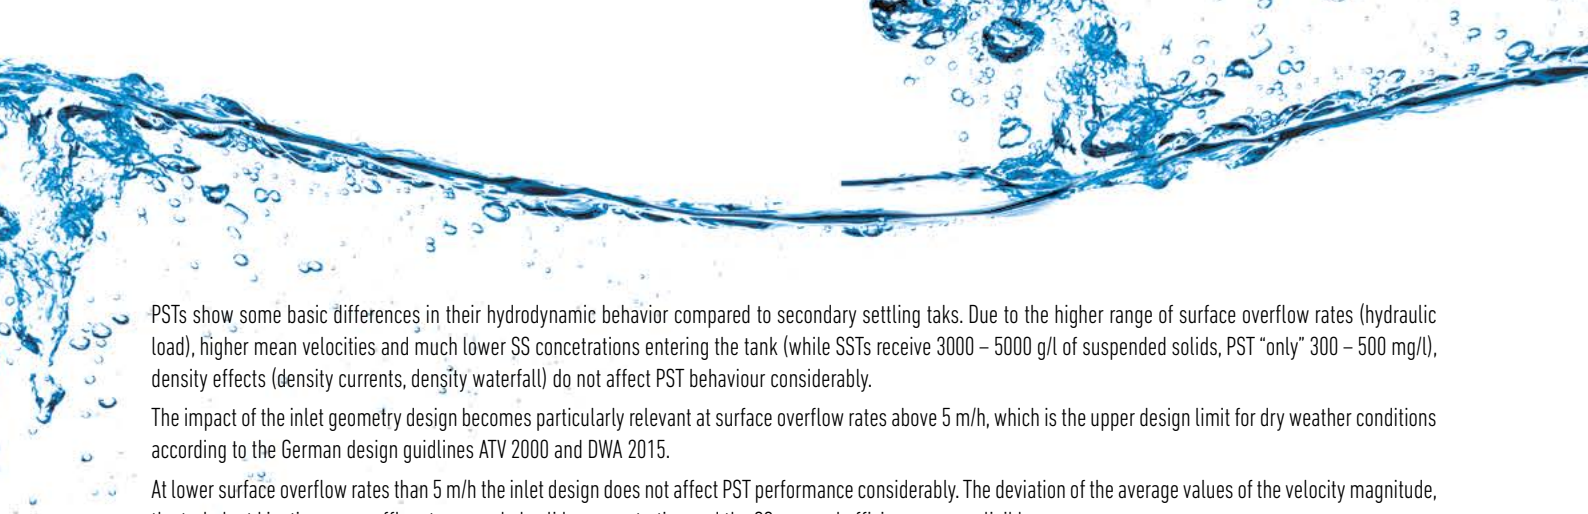 PSTs show some basic differences in their hydrodynamic behavior compared to secondary settling taks. Due to the higher range of surface overflow rates (hydraulic
load), higher mean velocities and much lower SS concetrations entering the tank (while SSTs receive 3000 – 5000 g/l of suspended solids, PST “only” 300 – 500 mg/l),
density effects (density currents, density waterfall) do not affect PST behaviour considerably.
The impact of the inlet geometry design becomes particularly relevant at surface overflow rates above 5 m/h, which is the upper design limit for dry weather conditions
according to the German design guidlines ATV 2000 and DWA 2015.
At lower surface overflow rates than 5 m/h the inlet design does not affect PST performance considerably. The deviation of the average values of the velocity magnitude,